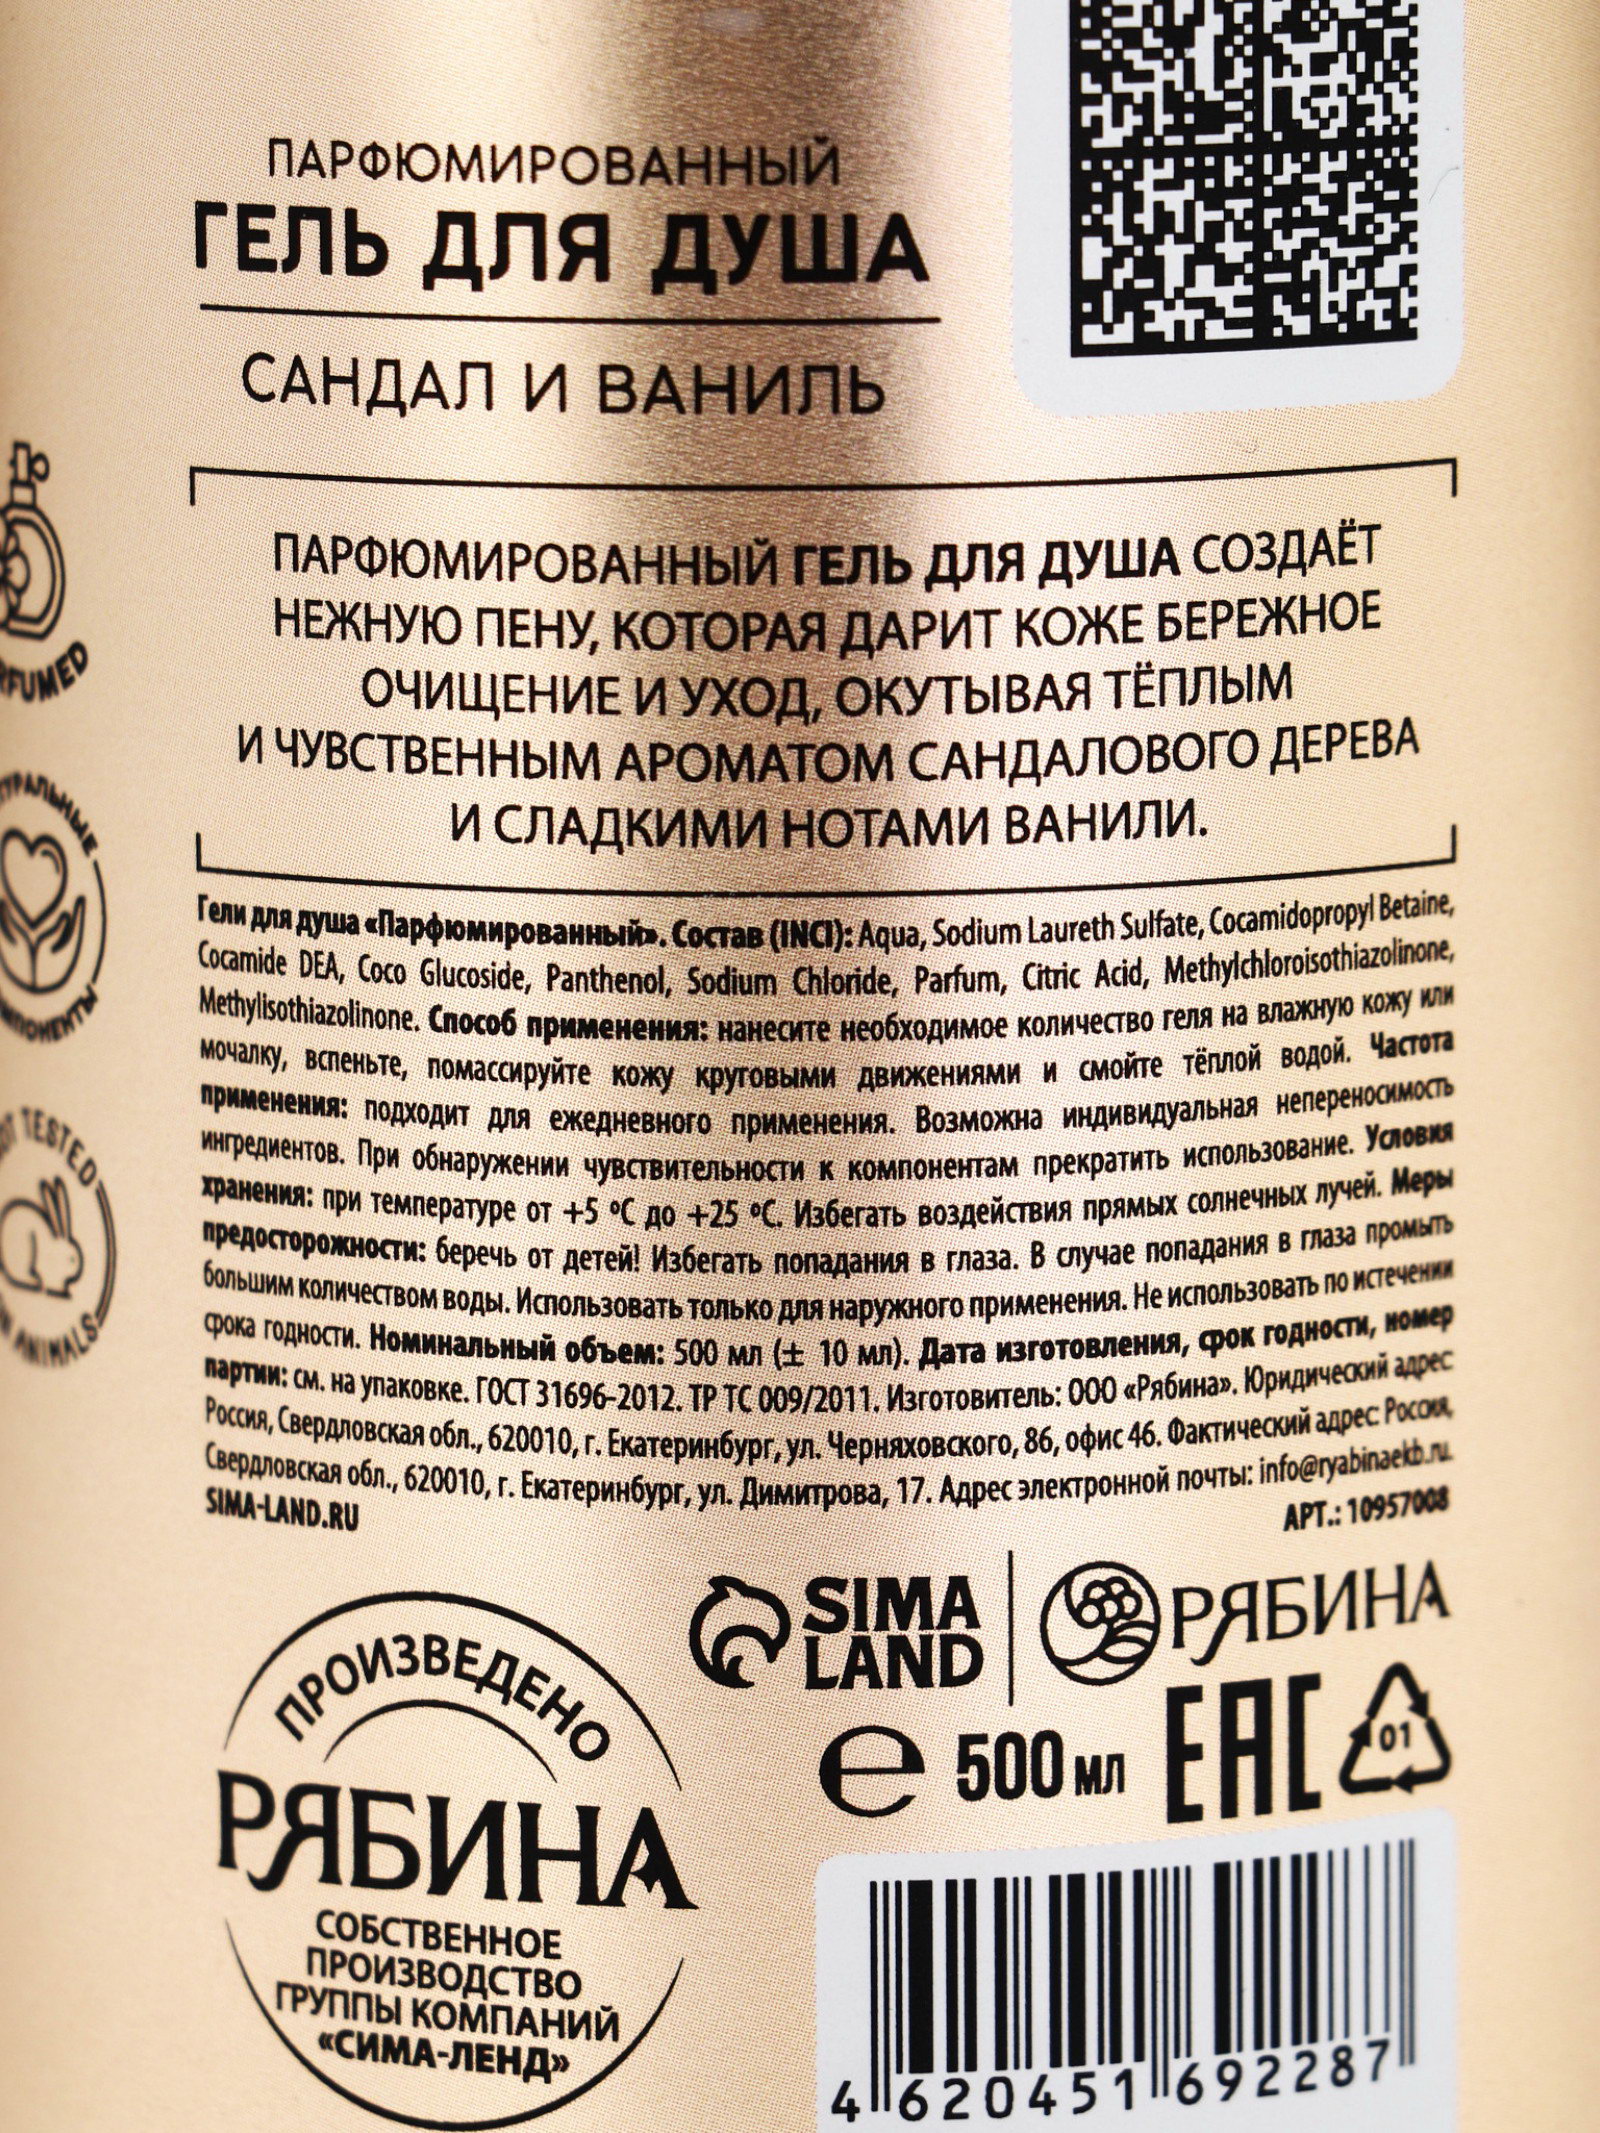 ПАРФЮМИРОВАННЫЙ
ГЕЛЬ ДЛЯ ДУША
САНДАЛ И ВАНИЛЬ
ПАРФЮМИРОВАННЫЙ ГЕЛЬ ДЛЯ ДУША СОЗДАЁТ
НЕЖНУЮ ПЕНУ, КОТОРАЯ ДАРИТ КОЖЕ БЕРЕЖНОЕ
ОЧИЩЕНИЕ И УХОД, ОКУТЫВАЯ ТЁПЛЫМ
И ЧУВСТВЕННЫМ АРОМАТОМ САНДАЛОВОГО ДЕРЕВА
И СЛАДКИМИ НОТАМИ ВАНИЛИ.
Гели для душа «Парфюмированный». Состав (INCI): Aqua, Sodium Laureth Sulfate, Cocamidopropyl Betaine,
Cocamide DEA, Coco Glucoside, Panthenol, Sodium Chloride, Parfum, Citric Acid, Methylchloroisothiazolinone,
Methylisothiazolinone. Способ применения: нанесите необходимое количество геля на влажную кожу или
мочалку, вспеньте, помассируйте кожу круговыми движениями и смойте тёплой водой. Частота
применения: подходит для ежедневного применения. Возможна индивидуальная непереносимость
ингредиентов. При обнаружении чувствительности к компонентам прекратить использование. Условия
хранения: при температуре от +5 °С до +25 °С. Избегать воздействия прямых солнечных лучей. Меры
предосторожности: беречь от детей! Избегать попадания в глаза. В случае попадания в глаза промыть
большим количеством воды. Использовать только для наружного применения. Не использовать по истечении
срока годности. Номинальный объем: 500 мл (± 10 мл). Дата изготовления, срок годности, номер
партии: см. на упаковке. ГОСТ 31696-2012. ТР ТС 009/2011. Изготовитель: ООО «Рябина». Юридический адрес:
Россия, Свердловская обл., 620010, г. Екатеринбург, ул. Черняховского, 86, офис 46. Фактический адрес: Россия,
Свердловская обл., 620010, г. Екатеринбург, ул. Димитрова, 17. Адрес электронной почты: info@ryabinaekb.ru.
SIMA-LAND.RU
АРТ.: 10957008
SIMA
LAND
РЯБИНА
ПРОИЗВЕДЕНО
РЯБИНА
СОБСТВЕННОЕ
ПРОИЗВОДСТВО
ГРУППЫ КОМПАНИЙ
«СИМА-ЛЕНД»
℮ 500 мл
EAC
01
4 620451 692287
TESTED
ANIMALS